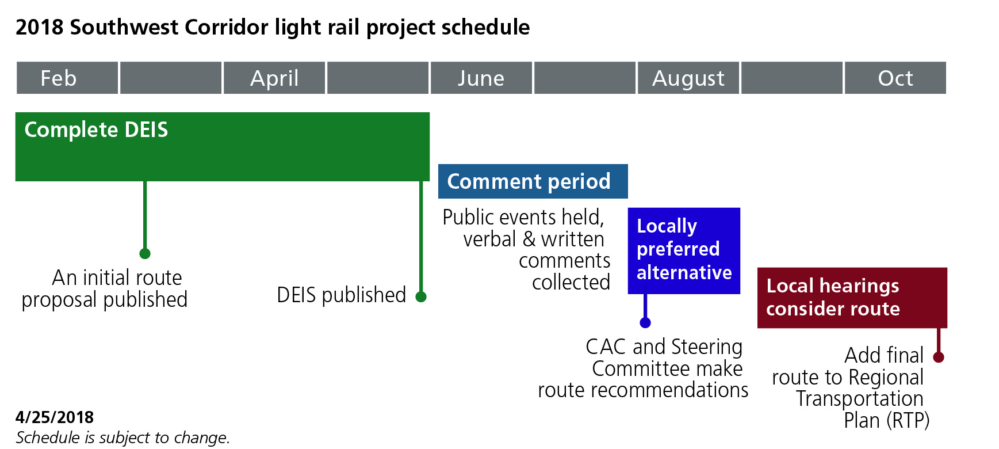 2018 Southwest Corridor light rail project schedule
Feb April June August Oct
Complete DEIS
Comment period
Public events held,
verbal & written
comments
collected
Locally
preferred
alternative
Local hearings
consider route
An initial route
proposal published
DEIS published
CAC and Steering
Committee make
route recommendations
Add final
route to Regional
Transportation
Plan (RTP)
4/25/2018
Schedule is subject to change.